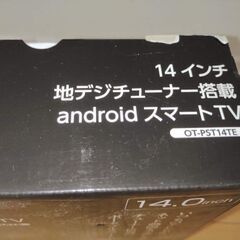 14 インチ
地デジチューナー搭載
android スマートTV
OT-PST14TE
14.0inch
TV